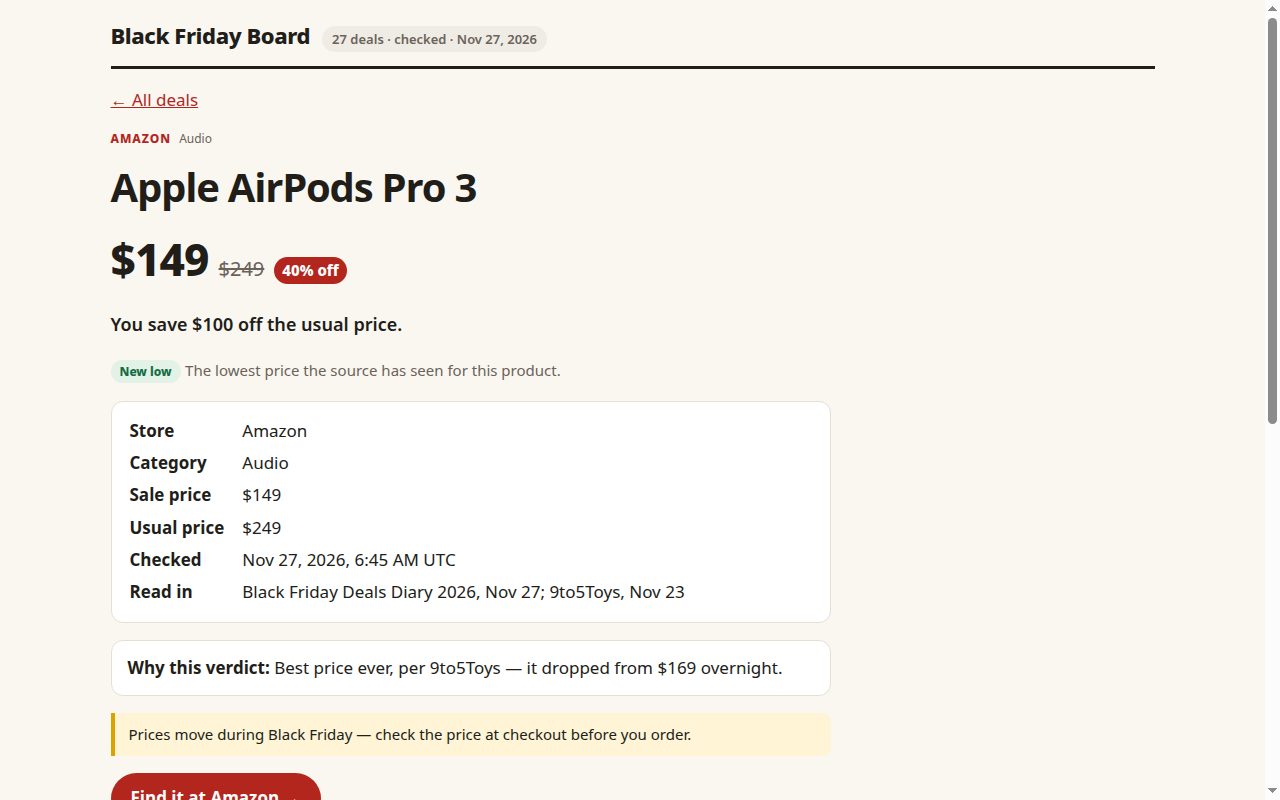 Black Friday Board 27 deals · checked · Nov 27, 2026
← All deals
AMAZON Audio
Apple AirPods Pro 3
$149 $249 40% off
You save $100 off the usual price.
New low The lowest price the source has seen for this product.
Store Amazon
Category Audio
Sale price $149
Usual price $249
Checked Nov 27, 2026, 6:45 AM UTC
Read in Black Friday Deals Diary 2026, Nov 27; 9to5Toys, Nov 23
Why this verdict: Best price ever, per 9to5Toys — it dropped from $169 overnight.
Prices move during Black Friday — check the price at checkout before you order.
Find it at Amazon